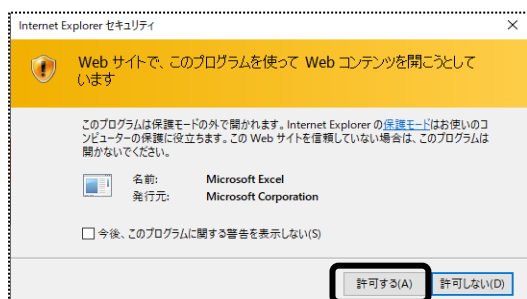 Internet Explorer セキュリティ
Web サイトで、このプログラムを使って Web コンテンツを開こうとして
います
このプログラムは保護モードの外で開かれます。Internet Explorer の保護モードはお使いのコ
ンピューターの保護に役立ちます。この Web サイトを信頼していない場合は、このプログラムは
開かないでください。
名前: Microsoft Excel
発行元: Microsoft Corporation
今後、このプログラムに関する警告を表示しない(S)
許可する(A) 許可しない(D)